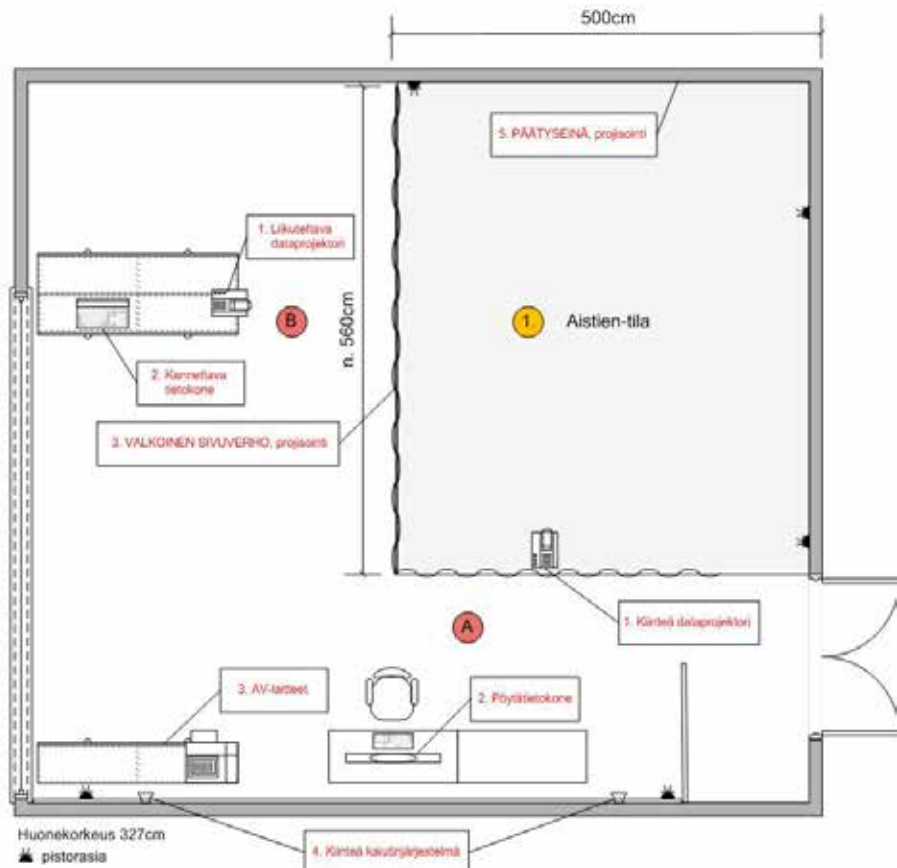 500cm
5. PÄÄTYSEINÄ, projisointi
1. Liikuteltava
dataprojektori
B
n. 560cm
1.
Aistien-tila
2. Kannettava
tietokone
3. VALKOINEN SIVUVERHO, projisointi
A
1. Kiinteä dataprojektori
3. AV-laitteet
2. Pöytätietokone
Huonekorkeus 327cm
pistorasia
4. Kiinteä kaiutinjärjestelmä